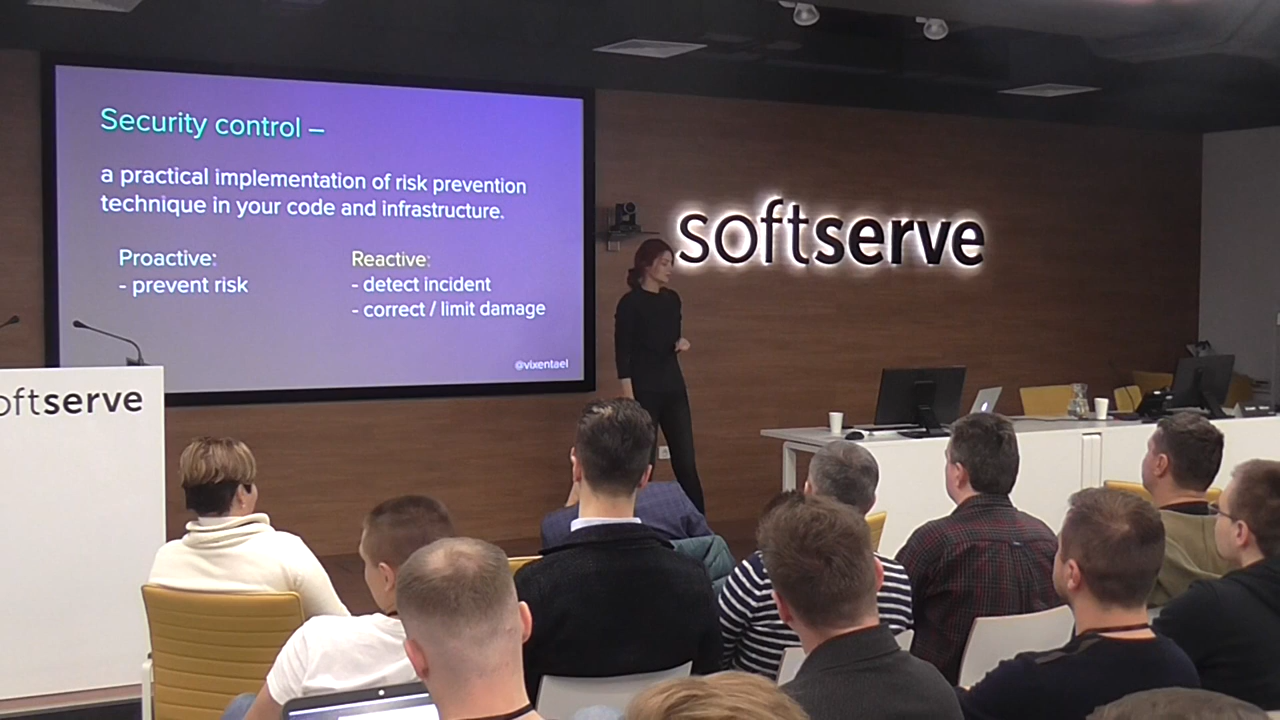 Security control –
a practical implementation of risk prevention
technique in your code and infrastructure.
Proactive:
- prevent risk
Reactive:
- detect incident
- correct / limit damage
@vixentael
softserve
oftserve